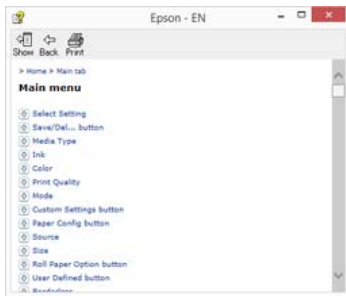 Epson - EN
Show Back Print
> Home > Main tab
Main menu
Select Setting
Save/Del... button
Media Type
Ink
Color
Print Quality
Mode
Custom Settings button
Paper Config button
Source
Size
Roll Paper Option button
User Defined button
Borderless